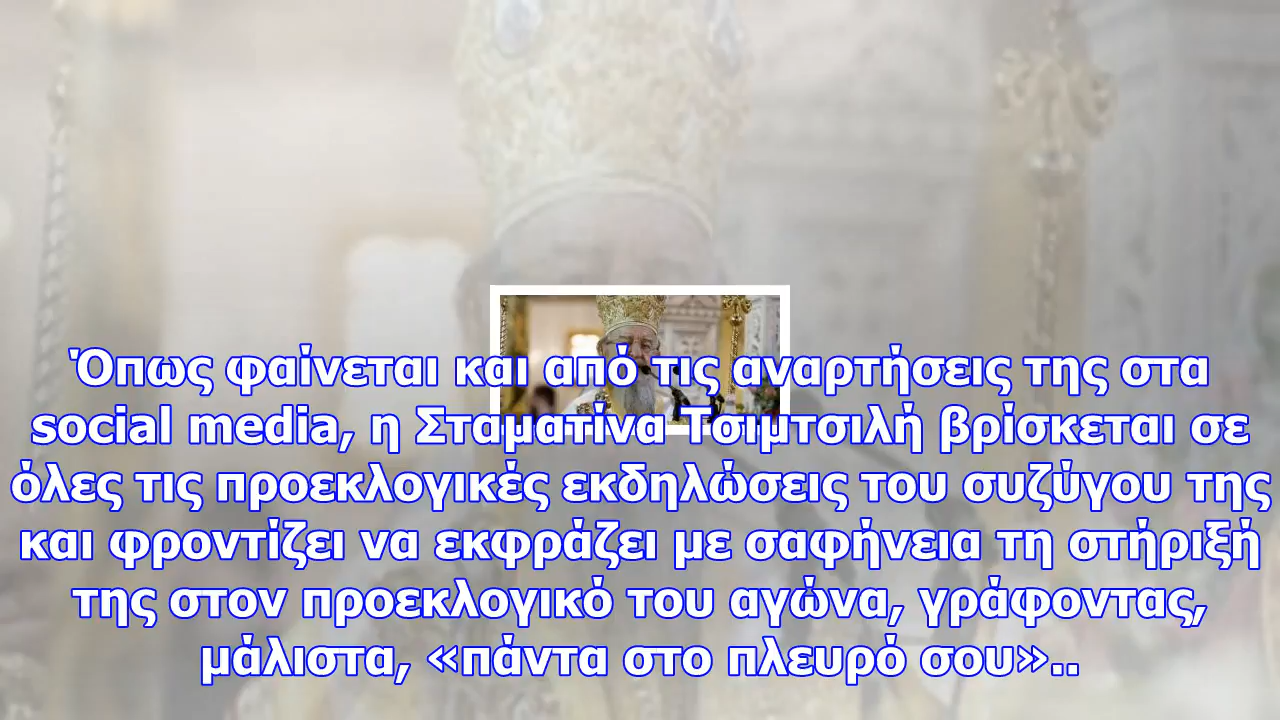 Όπως φαίνεται και από τις αναρτήσεις της στα
social media, η Σταματίνα Τσιμτσιλή βρίσκεται σε
όλες τις προεκλογικές εκδηλώσεις του συζύγου της
και φροντίζει να εκφράζει με σαφήνεια τη στήριξή
της στον προεκλογικό του αγώνα, γράφοντας,
μάλιστα, «πάντα στο πλευρό σου»..